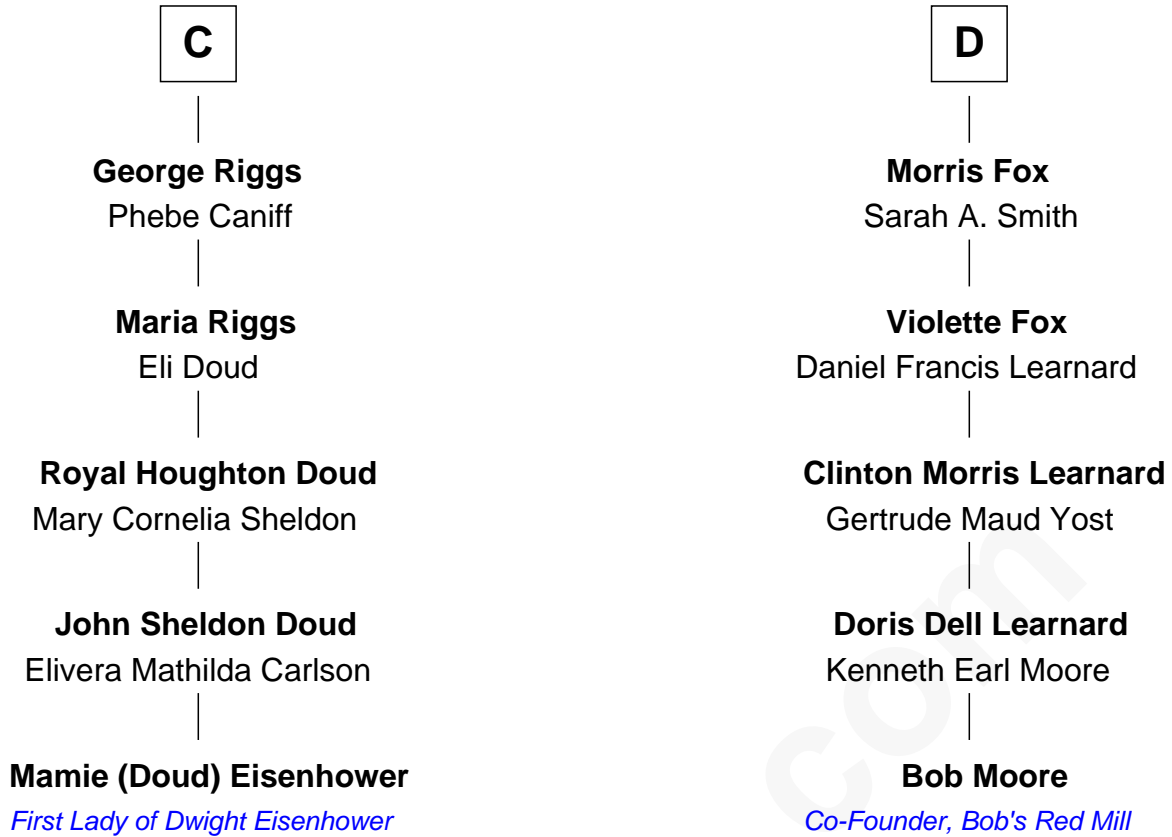 C
George Riggs
Phebe Caniff
Maria Riggs
Eli Doud
Royal Houghton Doud
Mary Cornelia Sheldon
John Sheldon Doud
Elivera Mathilda Carlson
Mamie (Doud) Eisenhower
First Lady of Dwight Eisenhower
D
Morris Fox
Sarah A. Smith
Violette Fox
Daniel Francis Learnard
Clinton Morris Learnard
Gertrude Maud Yost
Doris Dell Learnard
Kenneth Earl Moore
Bob Moore
Co-Founder, Bob's Red Mill
com